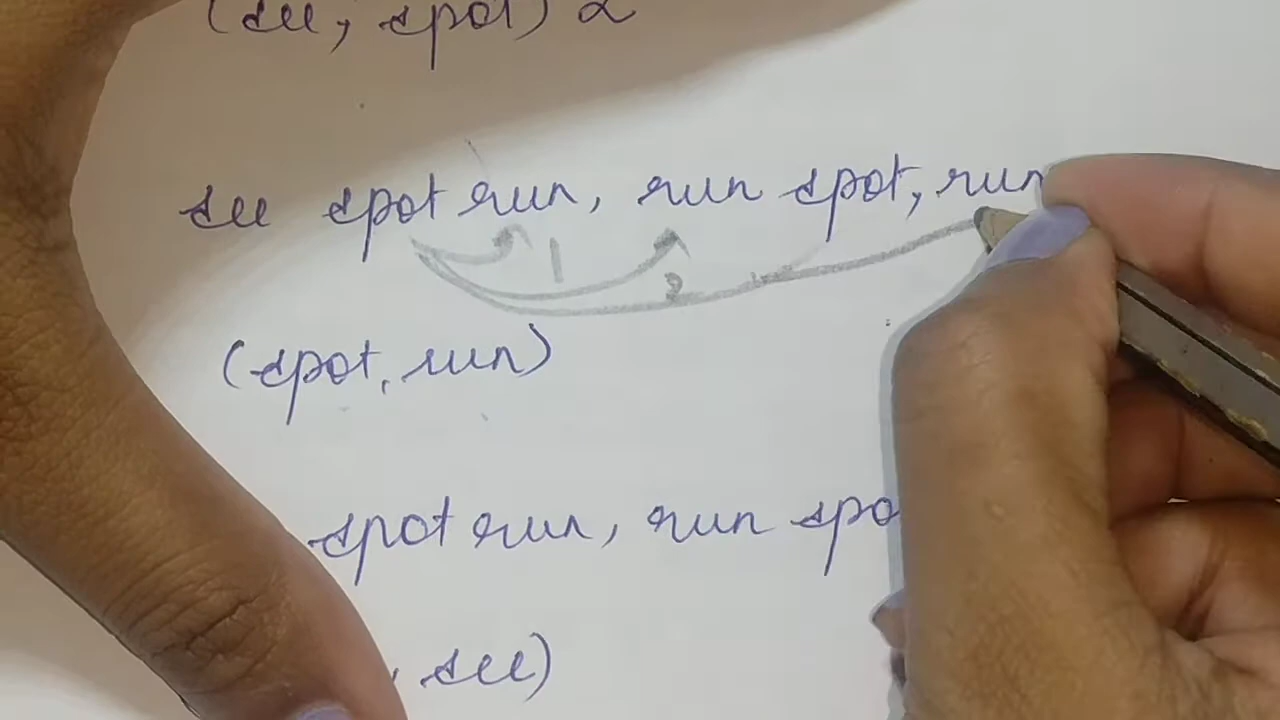 (see, spot) 2
see spot run, run spot, run
1
2
(spot, run)
spot run, run spo
, see)